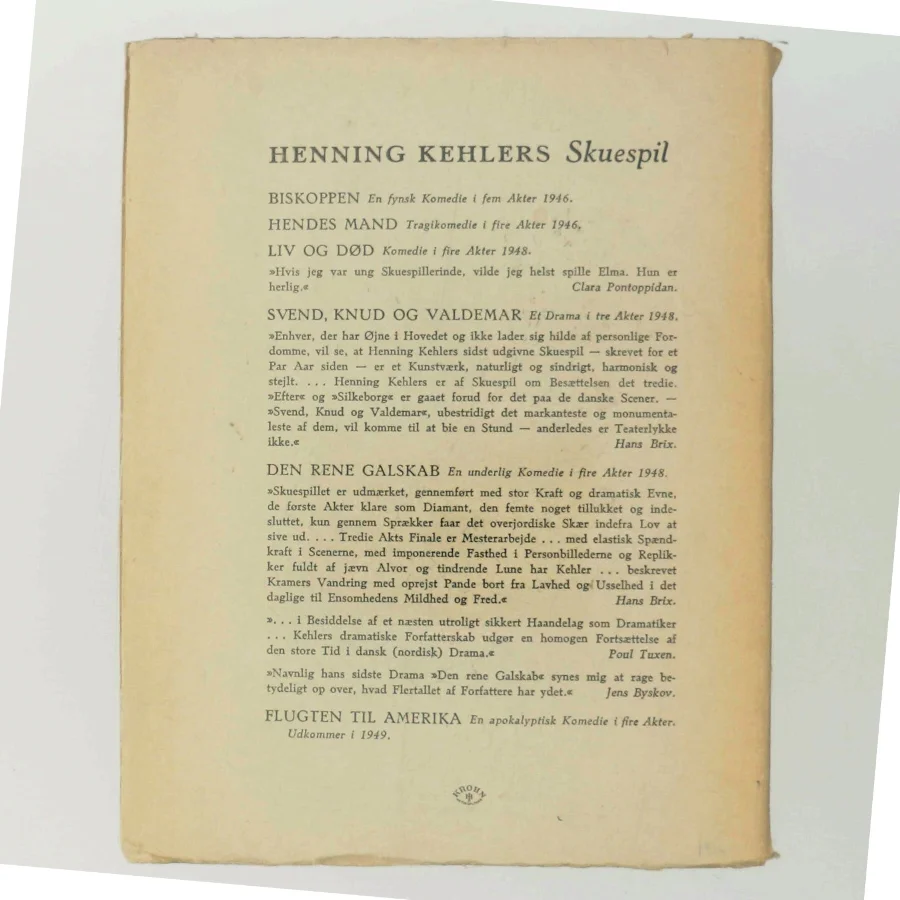 HENNING KEHLERS Skuespil
BISKOPPEN En fynsk Komedie i fem Akter 1946.
HENDES MAND Tragikomedie i fire Akter 1946.
LIV OG DØD Komedie i fire Akter 1948.
»Hvis jeg var ung Skuespillerinde, vilde jeg helst spille Elma. Hun er
herlig.« Clara Pontoppidan.
SVEND, KNUD OG VALDEMAR Et Drama i tre Akter 1948.
»Enhver, der har Øjne i Hovedet og ikke lader sig hilde af personlige For-
domme, vil se, at Henning Kehlers sidst udgivne Skuespil — skrevet for et
Par Aar siden — er et Kunstværk, naturligt og sindrigt, harmonisk og
stejlt. ... Henning Kehlers er af Skuespil om Besættelsen det tredie.
»Efter« og »Silkeborg« er gaaet forud for det paa de danske Scener. —
»Svend, Knud og Valdemar«, ubestridigt det markanteste og monumenta-
leste af dem, vil komme til at bie en Stund — anderledes er Teaterlykke
ikke.« Hans Brix.
DEN RENE GALSKAB En underlig Komedie i fire Akter 1948.
»Skuespillet er udmærket, gennemført med stor Kraft og dramatisk Evne,
de første Akter klare som Diamant, den femte noget tillukket og inde-
sluttet, kun gennem Sprækker faar det overjordiske Skær indefra Lov at
sive ud. ... Tredie Akts Finale er Mesterarbejde ... med elastisk Spænd-
kraft i Scenerne, med imponerende Fasthed i Personbillederne og Replik-
ker fuldt af jævn Alvor og tindrende Lune har Kehler ... beskrevet
Kramers Vandring med oprejst Pande bort fra Lavhed og Usselhed i det
daglige til Ensomhedens Mildhed og Fred.« Hans Brix.
»... i Besiddelse af et næsten utroligt sikkert Haandelag som Dramatiker
... Kehlers dramatiske Forfatterskab udgør en homogen Fortsættelse af
den store Tid i dansk (nordisk) Drama.« Poul Tuxen.
»Navnlig hans sidste Drama »Den rene Galskab« synes mig at rage be-
tydeligt op over, hvad Flertallet af Forfattere har ydet.« Jens Byskov.
FLUGTEN TIL AMERIKA En apokalyptisk Komedie i fire Akter.
Udkommer i 1949.
KROHN